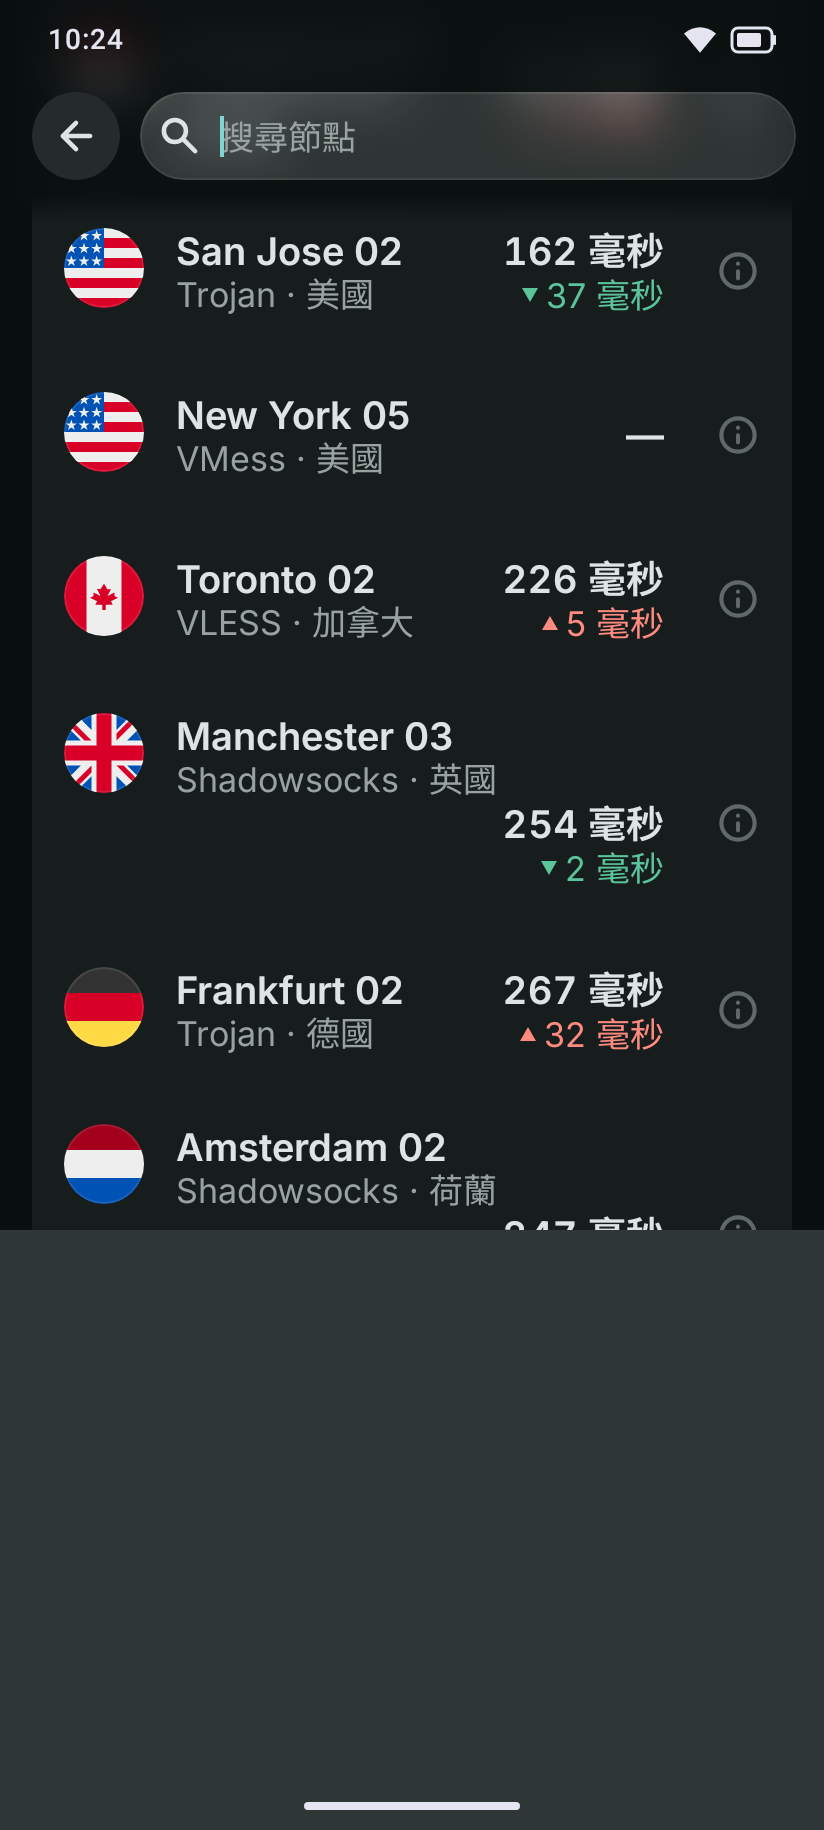 10:24
搜尋節點
San Jose 02
162 毫秒
Trojan · 美國
▼37 毫秒
New York 05
—
VMess · 美國
Toronto 02
226 毫秒
VLESS · 加拿大
▲5 毫秒
Manchester 03
Shadowsocks · 英國
254 毫秒
▼2 毫秒
Frankfurt 02
267 毫秒
Trojan · 德國
▲32 毫秒
Amsterdam 02
Shadowsocks · 荷蘭
毫秒